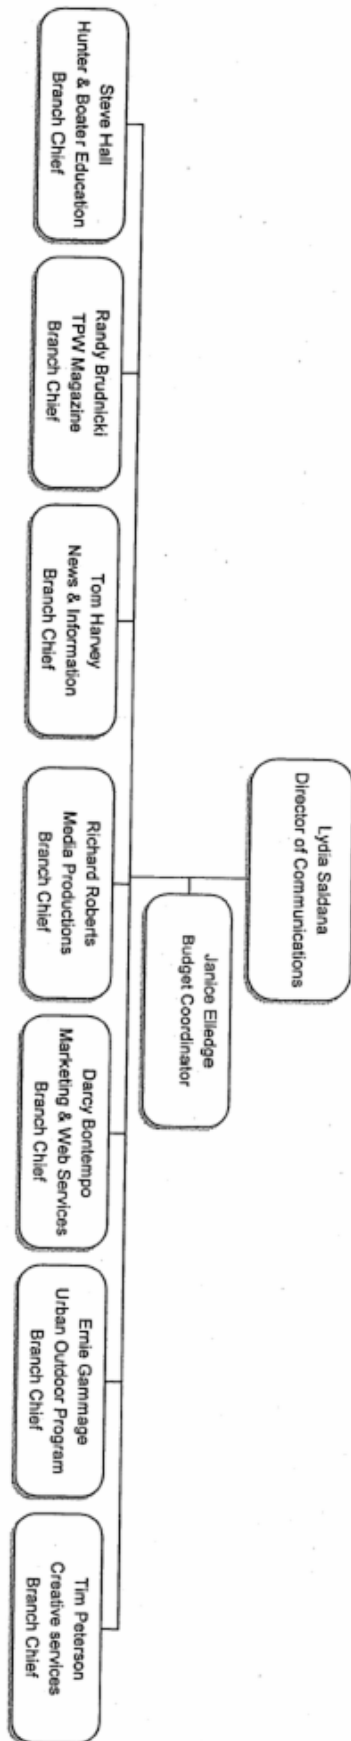 Lydia Saldana
Director of Communications
Janice Elledge
Budget Coordinator
Steve Hall
Hunter & Boater Education
Branch Chief
Randy Brudnicki
TPW Magazine
Branch Chief
Tom Harvey
News & Information
Branch Chief
Richard Roberts
Media Productions
Branch Chief
Darcy Bontempo
Marketing & Web Services
Branch Chief
Ernie Gammage
Urban Outdoor Program
Branch Chief
Tim Peterson
Creative services
Branch Chief